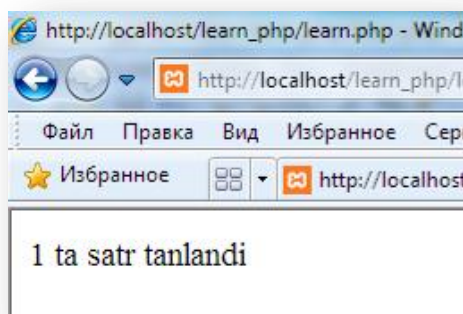 http://localhost/learn_php/learn.php - Wind
http://localhost/learn_php/l
Файл Правка Вид Избранное Сер
Избранное http://localhost
1 ta satr tanlandi